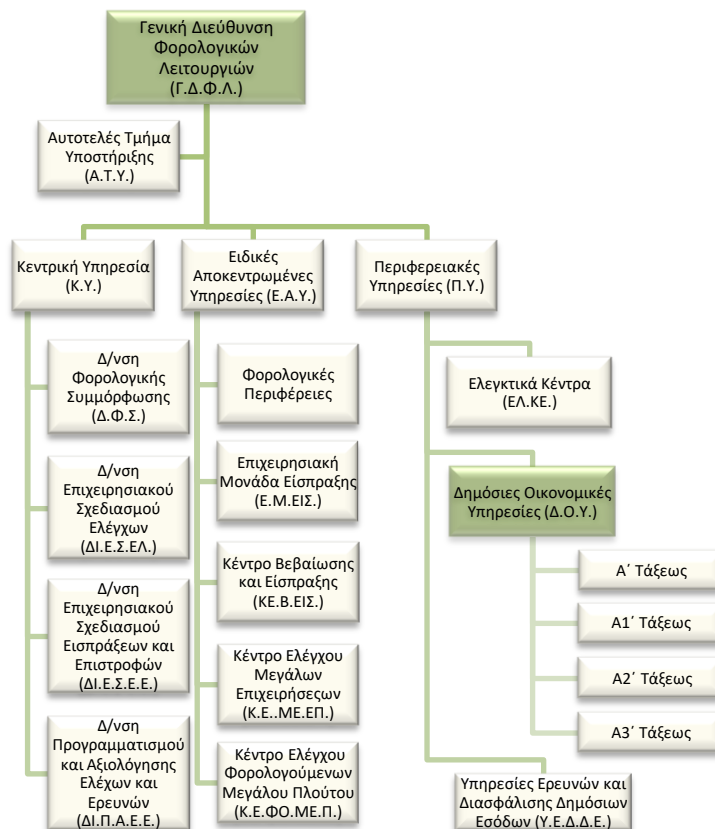 Γενική Διεύθυνση
Φορολογικών
Λειτουργιών
(Γ.Δ.Φ.Λ.)
Αυτοτελές Τμήμα
Υποστήριξης
(Α.Τ.Υ.)
Κεντρική Υπηρεσία
(Κ.Υ.)
Δ/νση
Φορολογικής
Συμμόρφωσης
(Δ.Φ.Σ.)
Δ/νση
Επιχειρησιακού
Σχεδιασμού
Ελέγχων
(ΔΙ.Ε.Σ.ΕΛ.)
Δ/νση
Επιχειρησιακού
Σχεδιασμού
Εισπράξεων και
Επιστροφών
(ΔΙ.Ε.Σ.Ε.Ε.)
Δ/νση
Προγραμματισμού
και Αξιολόγησης
Ελέχων και
Ερευνών
(ΔΙ.Π.Α.Ε.Ε.)
Ειδικές
Αποκεντρωμένες
Υπηρεσίες (Ε.Α.Υ.)
Φορολογικές
Περιφέρειες
Επιχειρησιακή
Μονάδα Είσπραξης
(Ε.Μ.ΕΙΣ.)
Κέντρο Βεβαίωσης
και Είσπραξης
(ΚΕ.Β.ΕΙΣ.)
Κέντρο Ελέγχου
Μεγάλων
Επιχειρήσεςων
(Κ.Ε..ΜΕ.ΕΠ.)
Κέντρο Ελέγχου
Φορολογούμενων
Μεγάλου Πλούτου
(Κ.Ε.ΦΟ.ΜΕ.Π.)
Περιφερειακές
Υπηρεσίες (Π.Υ.)
Ελεγκτικά Κέντρα
(ΕΛ.ΚΕ.)
Δημόσιες Οικονομικές
Υπηρεσίες (Δ.Ο.Υ.)
Α΄ Τάξεως
Α1΄ Τάξεως
Α2΄ Τάξεως
Α3΄ Τάξεως
Υπηρεσίες Ερευνών και
Διασφάλισης Δημόσιων
Εσόδων (Υ.Ε.Δ.Δ.Ε.)